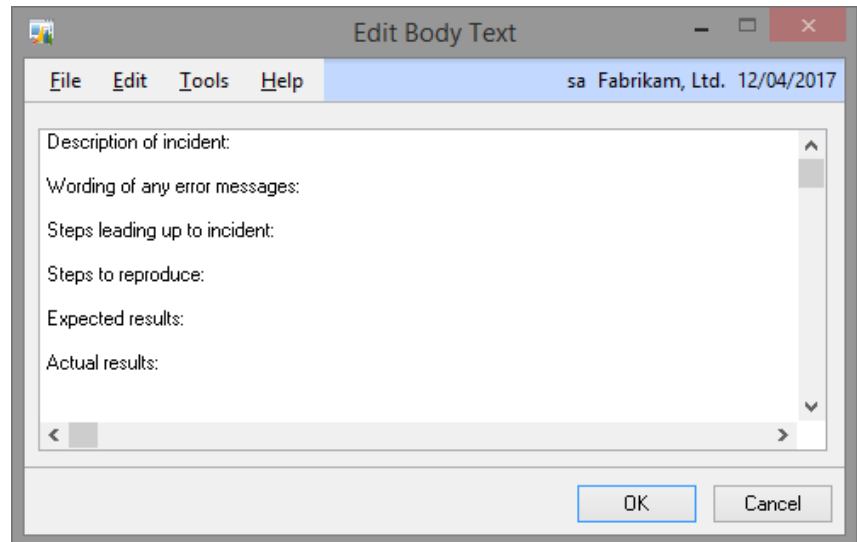 Edit Body Text
File Edit Tools Help sa Fabrikam, Ltd. 12/04/2017
Description of incident:
Wording of any error messages:
Steps leading up to incident:
Steps to reproduce:
Expected results:
Actual results:
OK Cancel